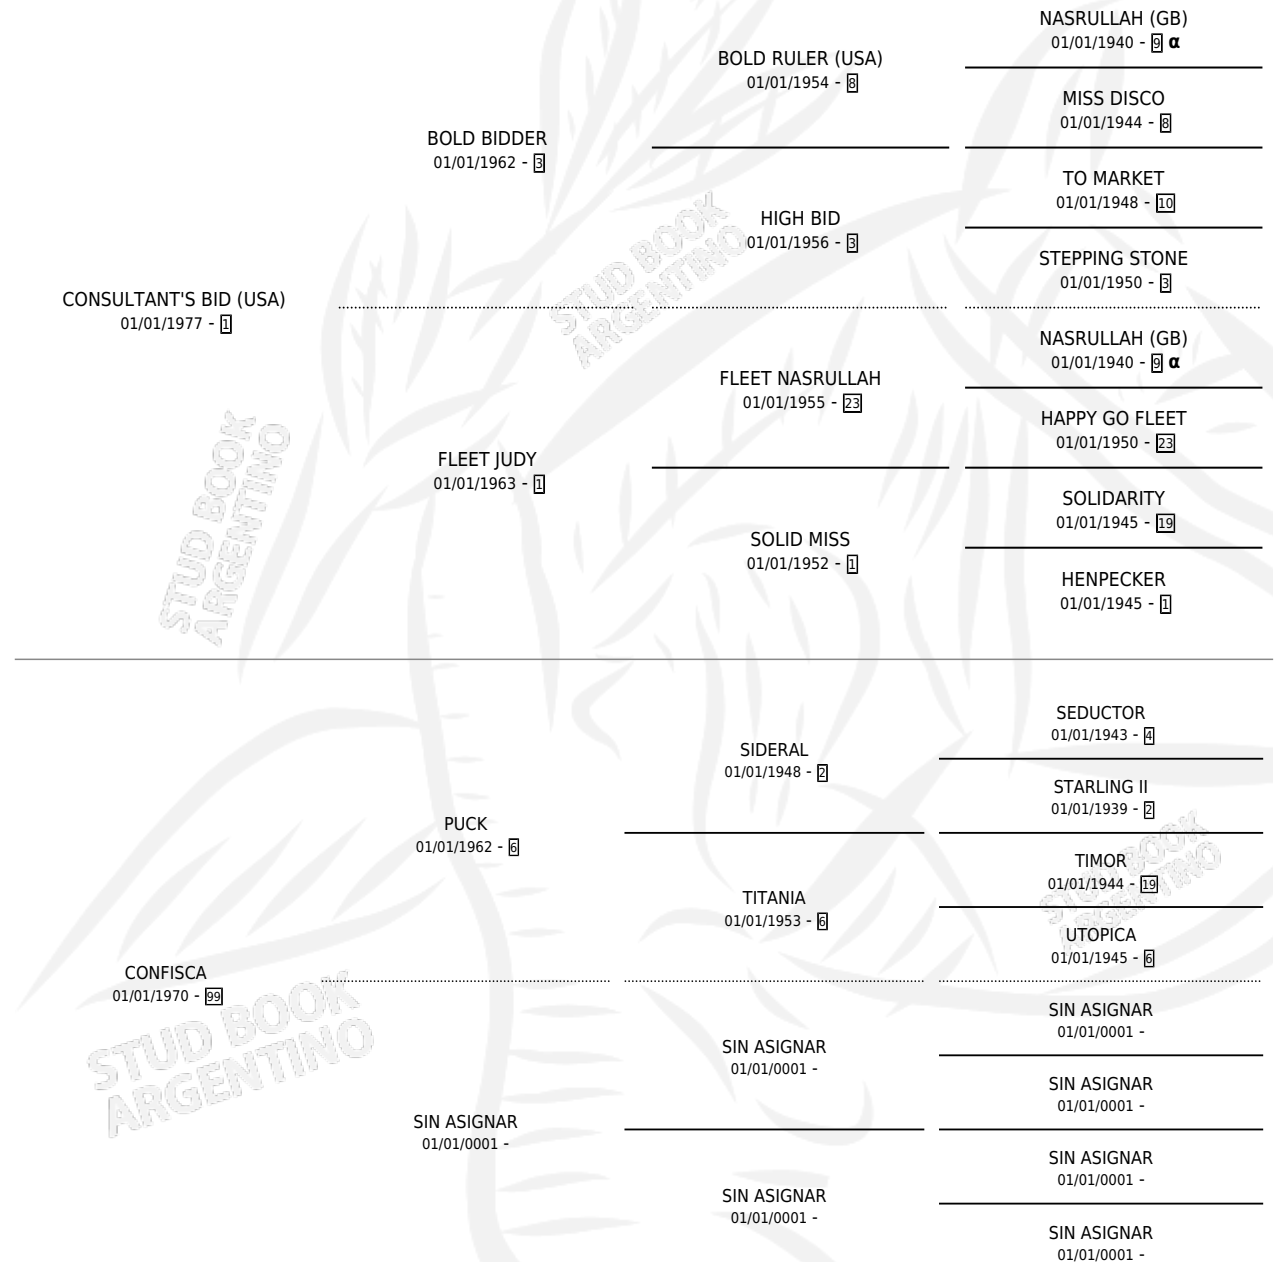 NASRULLAH (GB)
01/01/1940 - 9 α
BOLD RULER (USA)
01/01/1954 - 8
MISS DISCO
01/01/1944 - 8
BOLD BIDDER
01/01/1962 - 3
TO MARKET
01/01/1948 - 10
HIGH BID
01/01/1956 - 3
STEPPING STONE
01/01/1950 - 3
CONSULTANT'S BID (USA)
01/01/1977 - 1
NASRULLAH (GB)
01/01/1940 - 9 α
FLEET NASRULLAH
01/01/1955 - 23
HAPPY GO FLEET
01/01/1950 - 23
FLEET JUDY
01/01/1963 - 1
SOLIDARITY
01/01/1945 - 19
SOLID MISS
01/01/1952 - 1
HENPECKER
01/01/1945 - 1
SEDUCTOR
01/01/1943 - 4
SIDERAL
01/01/1948 - 2
STARLING II
01/01/1939 - 2
PUCK
01/01/1962 - 6
TIMOR
01/01/1944 - 19
TITANIA
01/01/1953 - 6
UTOPICA
01/01/1945 - 6
CONFISCA
01/01/1970 - 99
SIN ASIGNAR
01/01/0001 -
SIN ASIGNAR
01/01/0001 -
SIN ASIGNAR
01/01/0001 -
SIN ASIGNAR
01/01/0001 -
SIN ASIGNAR
01/01/0001 -
SIN ASIGNAR
01/01/0001 -
SIN ASIGNAR
01/01/0001 -
STUD BOOK
ARGENTINO
STUD BOOK
ARGENTINO
STUD BOOK
ARGENTINO
STUD BOOK
ARGENTINO